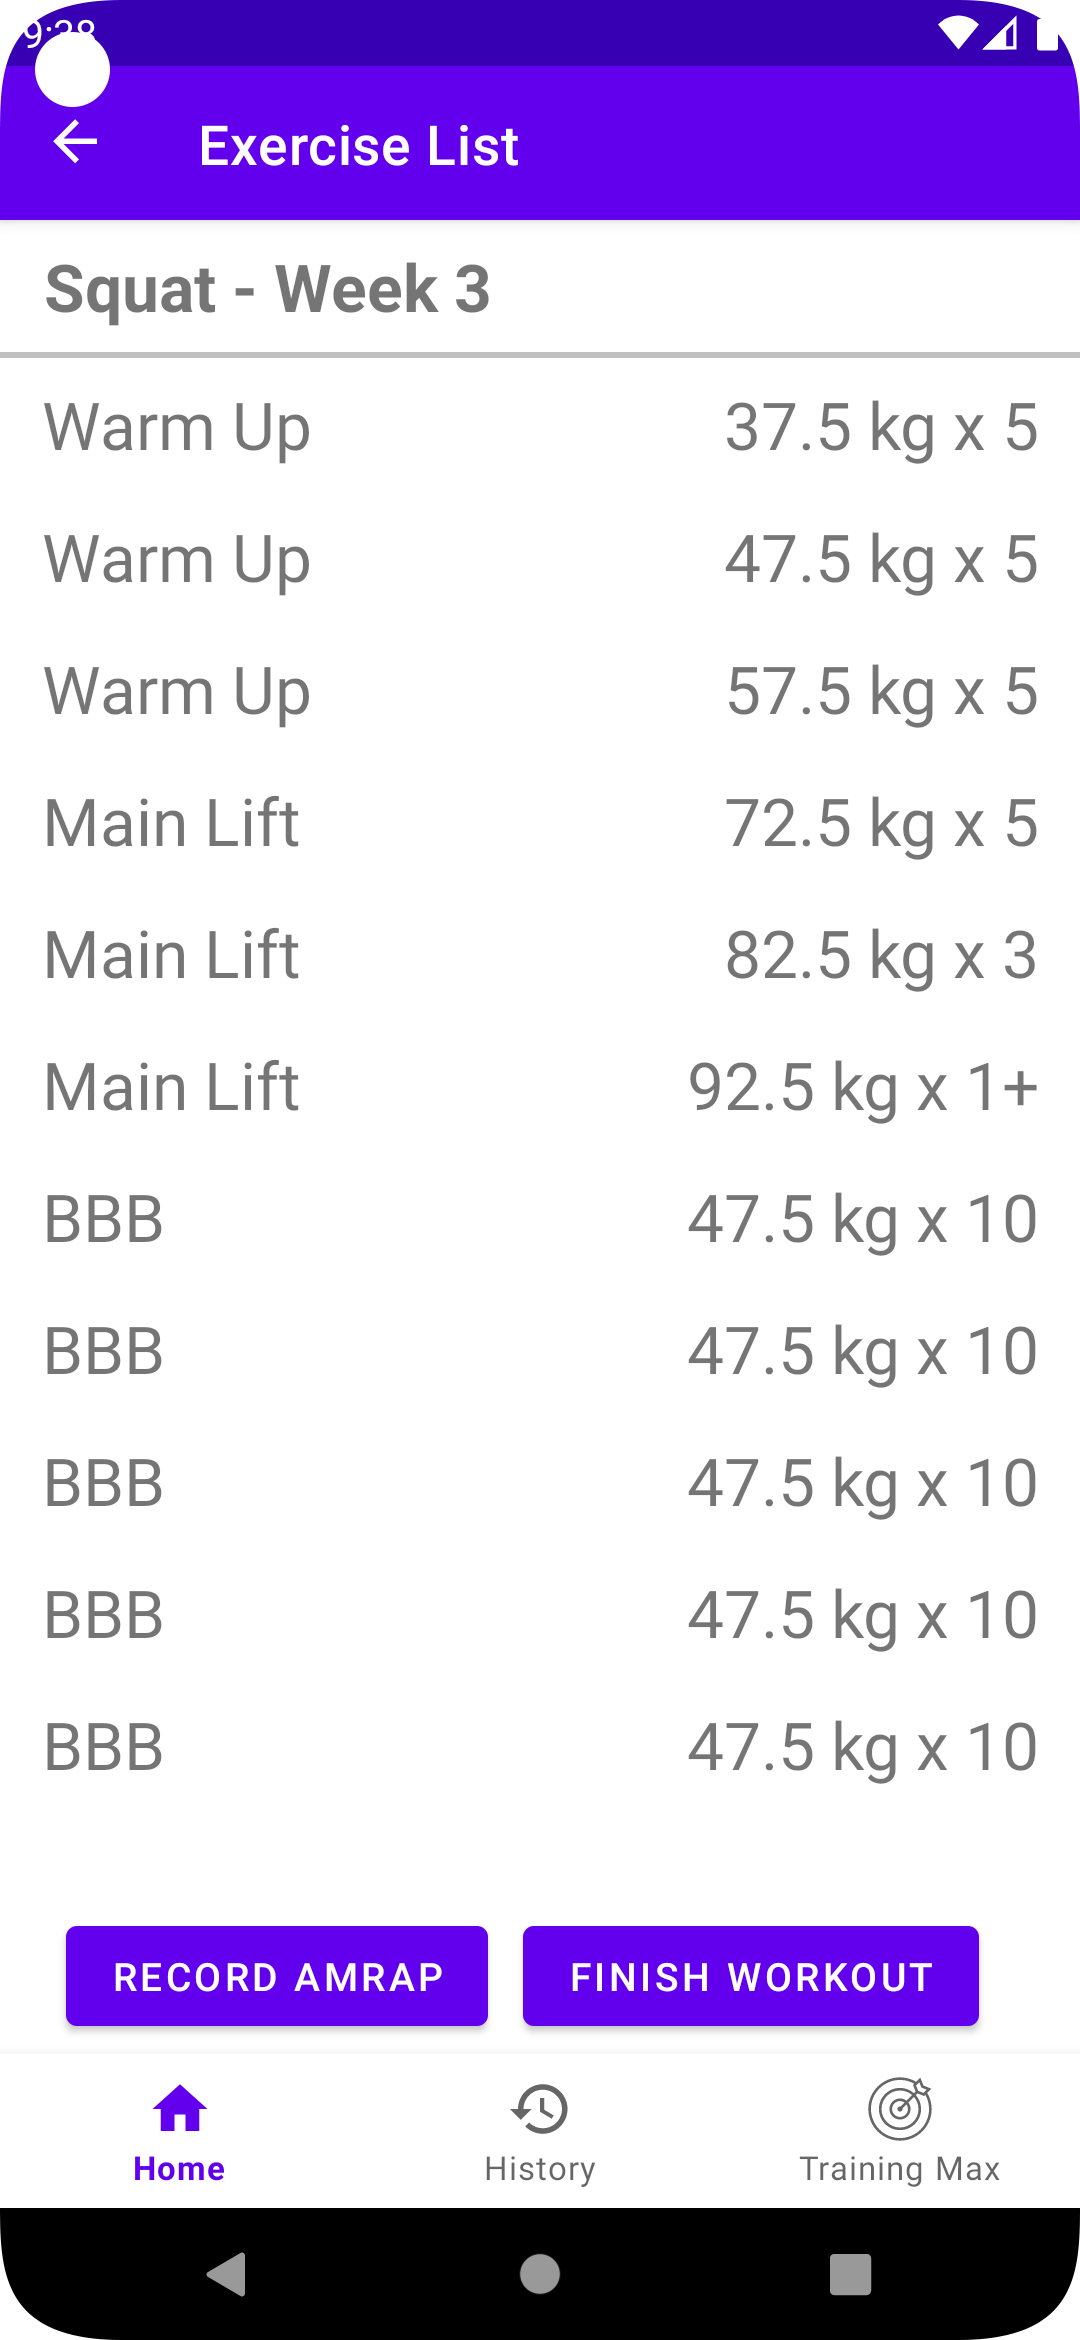 Exercise List
Squat - Week 3
Warm Up 37.5 kg x 5
Warm Up 47.5 kg x 5
Warm Up 57.5 kg x 5
Main Lift 72.5 kg x 5
Main Lift 82.5 kg x 3
Main Lift 92.5 kg x 1+
BBB 47.5 kg x 10
BBB 47.5 kg x 10
BBB 47.5 kg x 10
BBB 47.5 kg x 10
BBB 47.5 kg x 10
RECORD AMRAP FINISH WORKOUT
Home History Training Max